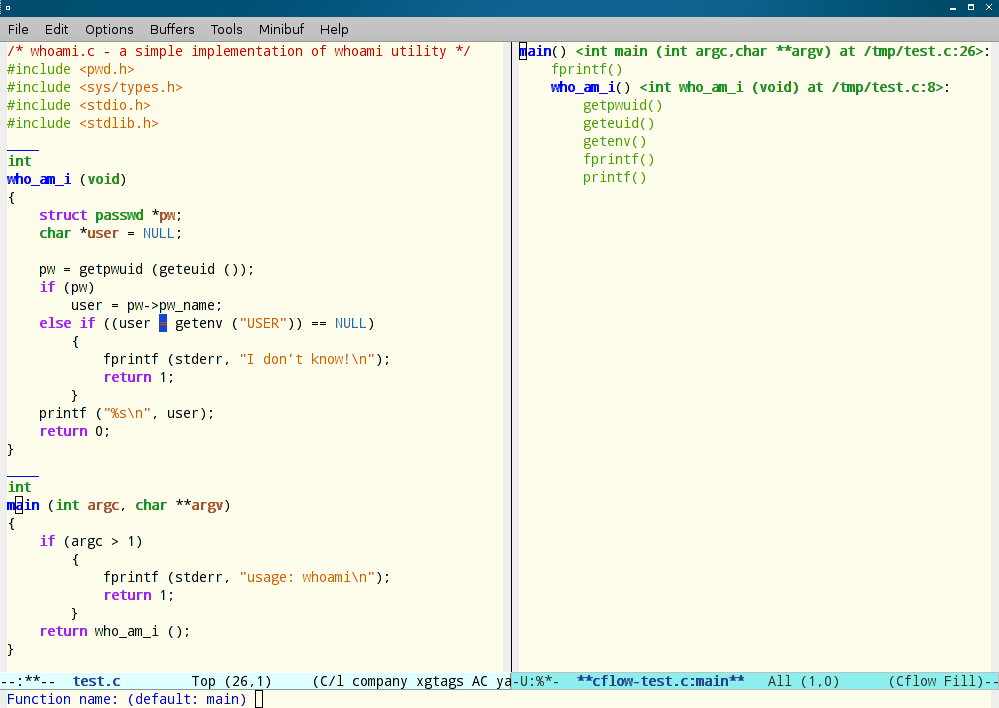 File Edit Options Buffers Tools Minibuf Help
/* whoami.c - a simple implementation of whoami utility */
#include <pwd.h>
#include <sys/types.h>
#include <stdio.h>
#include <stdlib.h>
int
who_am_i (void)
{
    struct passwd *pw;
    char *user = NULL;

    pw = getpwuid (geteuid ());
    if (pw)
        user = pw->pw_name;
    else if ((user = getenv ("USER")) == NULL)
        {
            fprintf (stderr, "I don't know!\n");
            return 1;
        }
    printf ("%s\n", user);
    return 0;
}
int
main (int argc, char **argv)
{
    if (argc > 1)
        {
            fprintf (stderr, "usage: whoami\n");
            return 1;
        }
    return who_am_i ();
}
--:**-- test.c Top (26,1) (C/l company xgtags AC ya
main() <int main (int argc,char **argv) at /tmp/test.c:26>:
    fprintf()
    who_am_i() <int who_am_i (void) at /tmp/test.c:8>:
        getpwuid()
        geteuid()
        getenv()
        fprintf()
        printf()
-U:%*- **cflow-test.c:main** All (1,0) (Cflow Fill)--
Function name: (default: main)